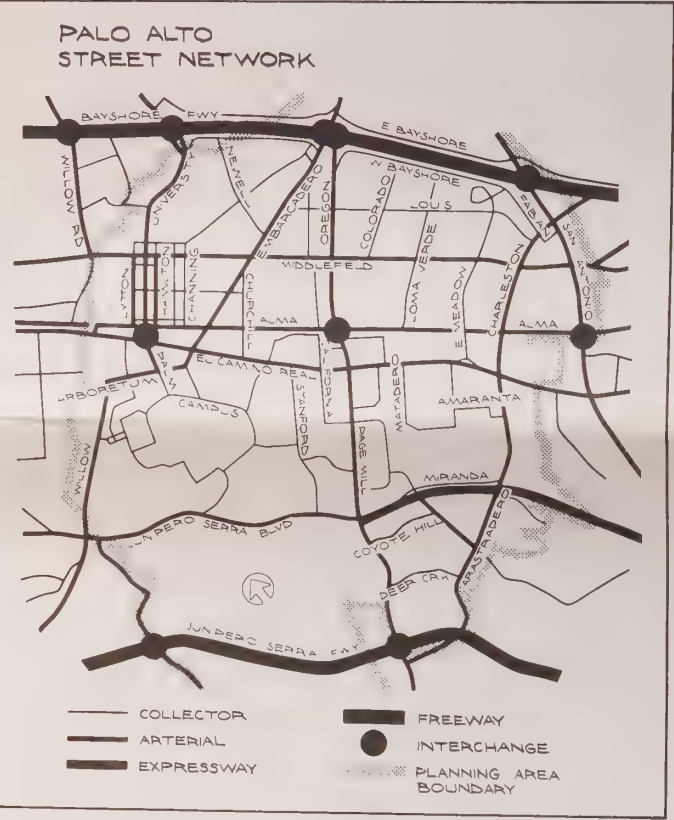 PALO ALTO
STREET NETWORK
BAYSHORE FWY
E BAYSHORE
W BAYSHORE
WILLOW RD
UNIVERSITY
NEWELL
EMBARCADERO
OREGON
COLORADO
LOUIS
FABIAN
SAN ANTONIO
LOMA VERDE
E MEADOW
CHARLESTON
MIDDLEFIELD
LYTTON
HAMILTON
CHANNING
CHURCHILL
ALMA
ALMA
PALM
EL CAMINO REAL
ARBORETUM
CAMPUS
STANFORD
CALIFORNIA
MATADERO
AMARANTA
WILLOW
PAGE MILL
MIRANDA
JUNIPERO SERRA BLVD
COYOTE HILL
ARASTRADERO
DEER CRK
JUNIPERO SERRA FWY
COLLECTOR
ARTERIAL
EXPRESSWAY
FREEWAY
INTERCHANGE
PLANNING AREA
BOUNDARY